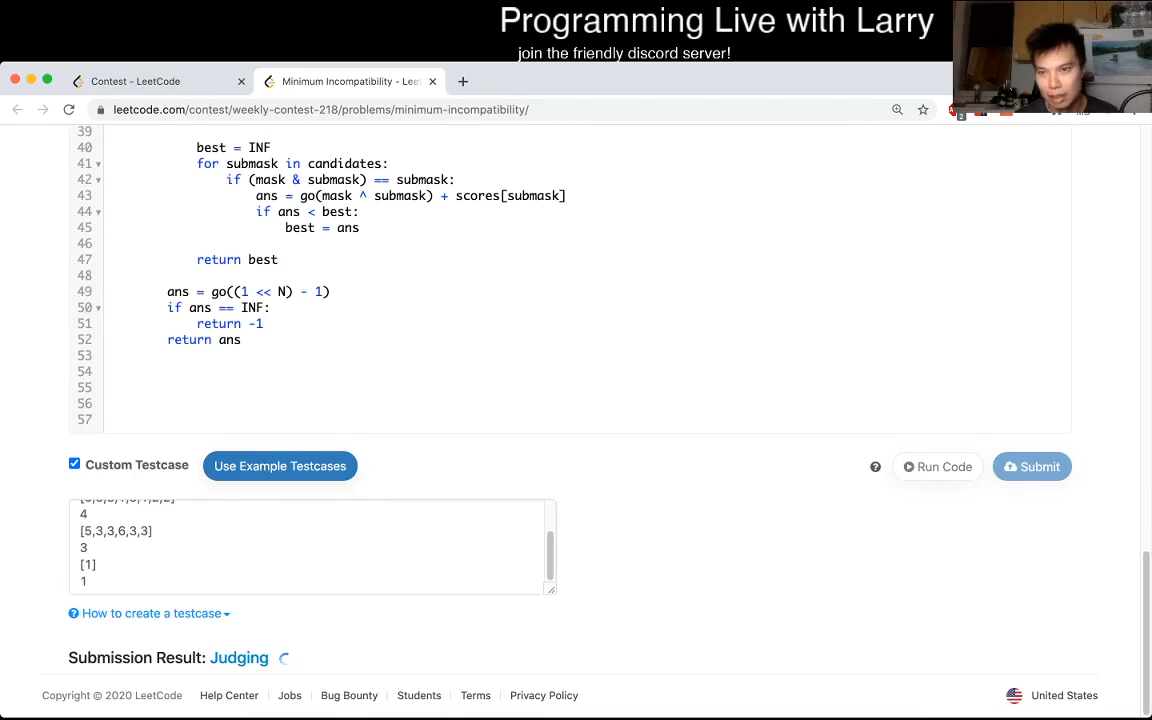 Programming Live with Larry
join the friendly discord server!
Contest - LeetCode
Minimum Incompatibility - Leet
leetcode.com/contest/weekly-contest-218/problems/minimum-incompatibility/
2
39
40 best = INF
41 for submask in candidates:
42 if (mask & submask) == submask:
43 ans = go(mask ^ submask) + scores[submask]
44 if ans < best:
45 best = ans
46
47 return best
48
49 ans = go((1 << N) - 1)
50 if ans == INF:
51 return -1
52 return ans
53
54
55
56
57
Custom Testcase
Use Example Testcases
?
Run Code
Submit
4
[5,3,3,6,3,3]
3
[1]
1
How to create a testcase
Submission Result: Judging
Copyright © 2020 LeetCode
Help Center
Jobs
Bug Bounty
Students
Terms
Privacy Policy
United States